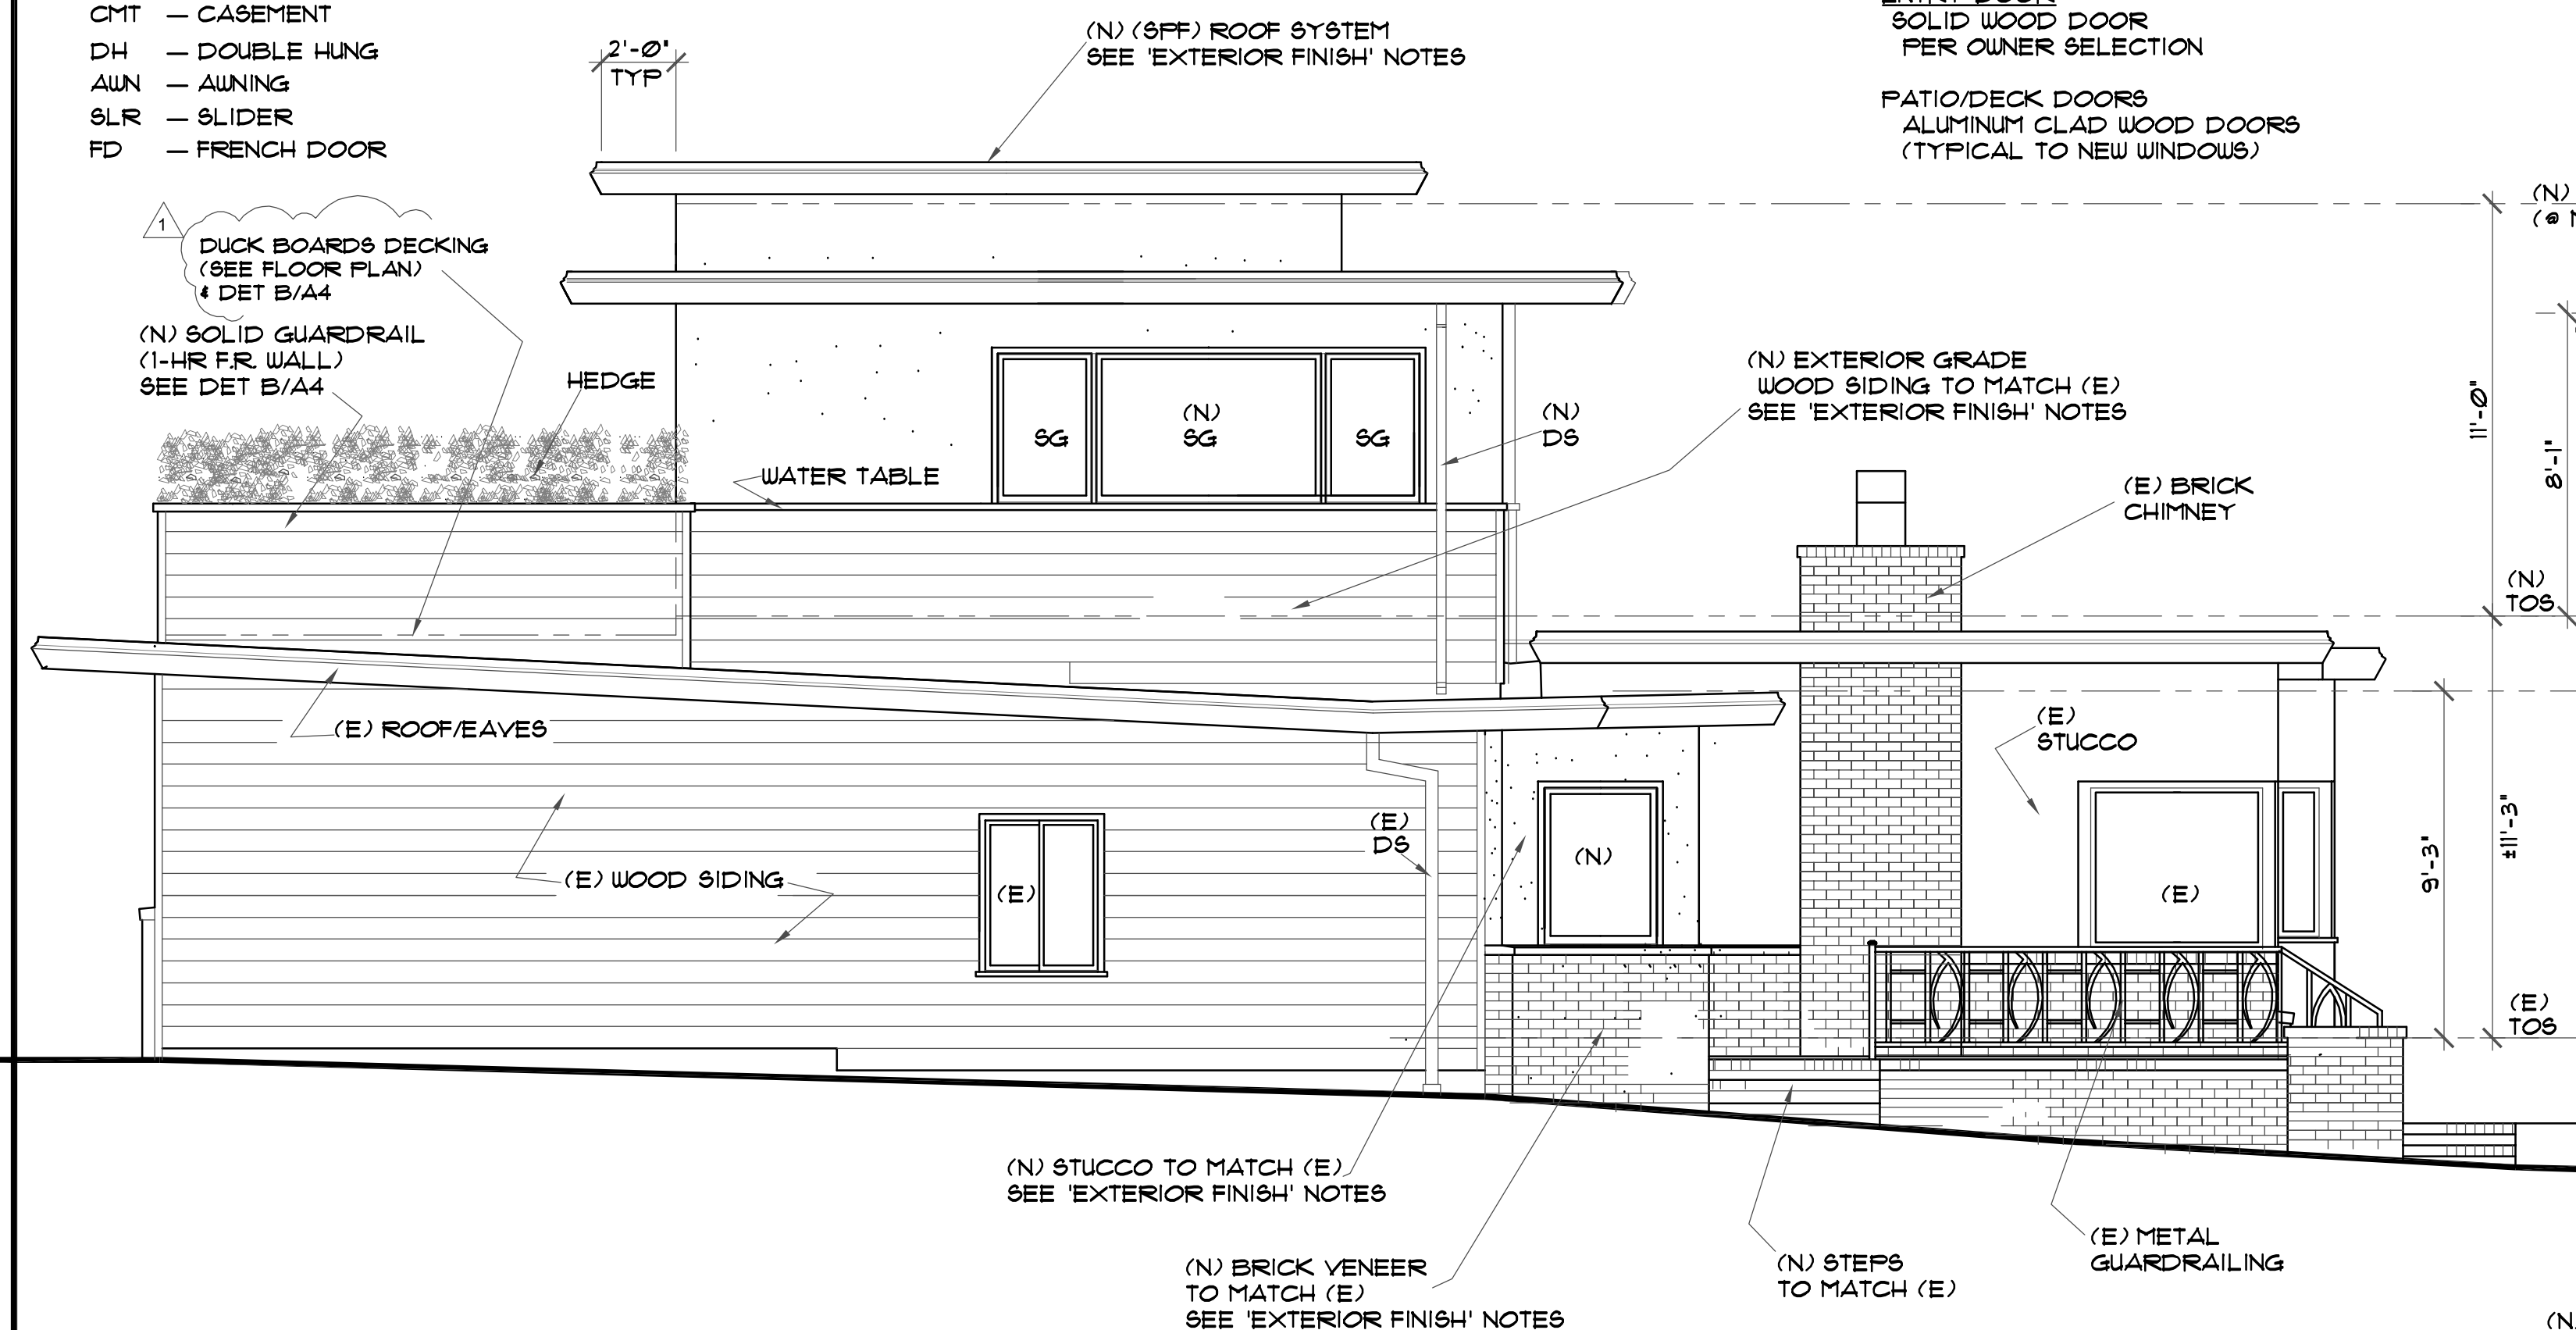 CMT — CASEMENT
DH — DOUBLE HUNG
AWN — AWNING
SLR — SLIDER
FD — FRENCH DOOR
2'-0"
TYP
(N) (SPF) ROOF SYSTEM
SEE 'EXTERIOR FINISH' NOTES
ENTRY DOOR
SOLID WOOD DOOR
PER OWNER SELECTION
PATIO/DECK DOORS
ALUMINUM CLAD WOOD DOORS
(TYPICAL TO NEW WINDOWS)
1
DUCK BOARDS DECKING
(SEE FLOOR PLAN)
& DET B/A4
(N) SOLID GUARDRAIL
(1-HR F.R. WALL)
SEE DET B/A4
HEDGE
WATER TABLE
SG
(N)
SG
SG
(N)
DS
(N) EXTERIOR GRADE
WOOD SIDING TO MATCH (E)
SEE 'EXTERIOR FINISH' NOTES
(E) BRICK
CHIMNEY
(N)
(@
11'-0"
8'-1"
(N)
TOS
(E) ROOF/EAVES
(E) WOOD SIDING
(E)
(E)
DS
(N)
(E)
STUCCO
(E)
9'-3"
±11'-3"
(E)
TOS
(N) STUCCO TO MATCH (E)
SEE 'EXTERIOR FINISH' NOTES
(N) BRICK VENEER
TO MATCH (E)
SEE 'EXTERIOR FINISH' NOTES
(N) STEPS
TO MATCH (E)
(E) METAL
GUARDRAILING
(N)